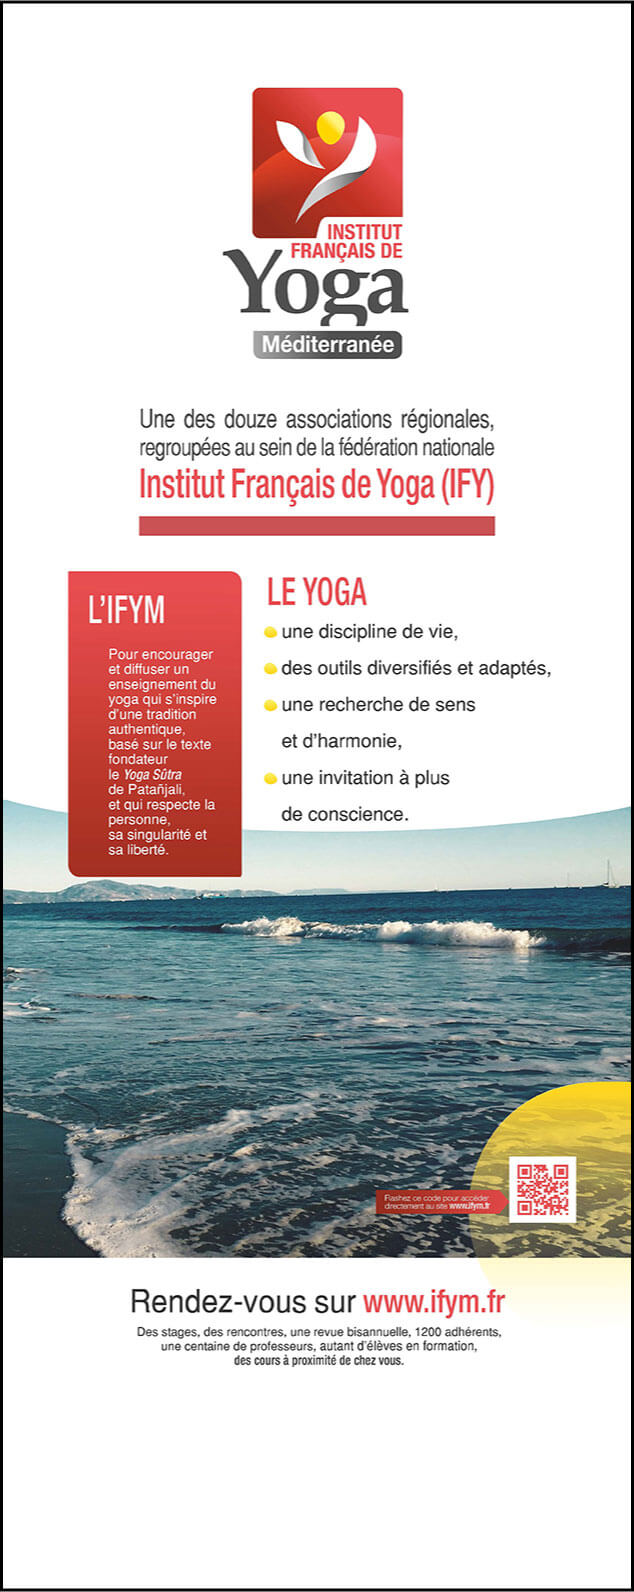 INSTITUT
FRANÇAIS DE
Yoga
Méditerranée
Une des douze associations régionales,
regroupées au sein de la fédération nationale
Institut Français de Yoga (IFY)
L'IFYM
Pour encourager
et diffuser un
enseignement du
yoga qui s'inspire
d'une tradition
authentique,
basé sur le texte
fondateur
le Yoga Sûtra
de Patañjali,
et qui respecte la
personne,
sa singularité et
sa liberté.
LE YOGA
une discipline de vie,
des outils diversifiés et adaptés,
une recherche de sens
et d'harmonie,
une invitation à plus
de conscience.
Flashez ce code pour accéder
directement au site www.ifym.fr
Rendez-vous sur www.ifym.fr
Des stages, des rencontres, une revue bisannuelle, 1200 adhérents,
une centaine de professeurs, autant d'élèves en formation,
des cours à proximité de chez vous.